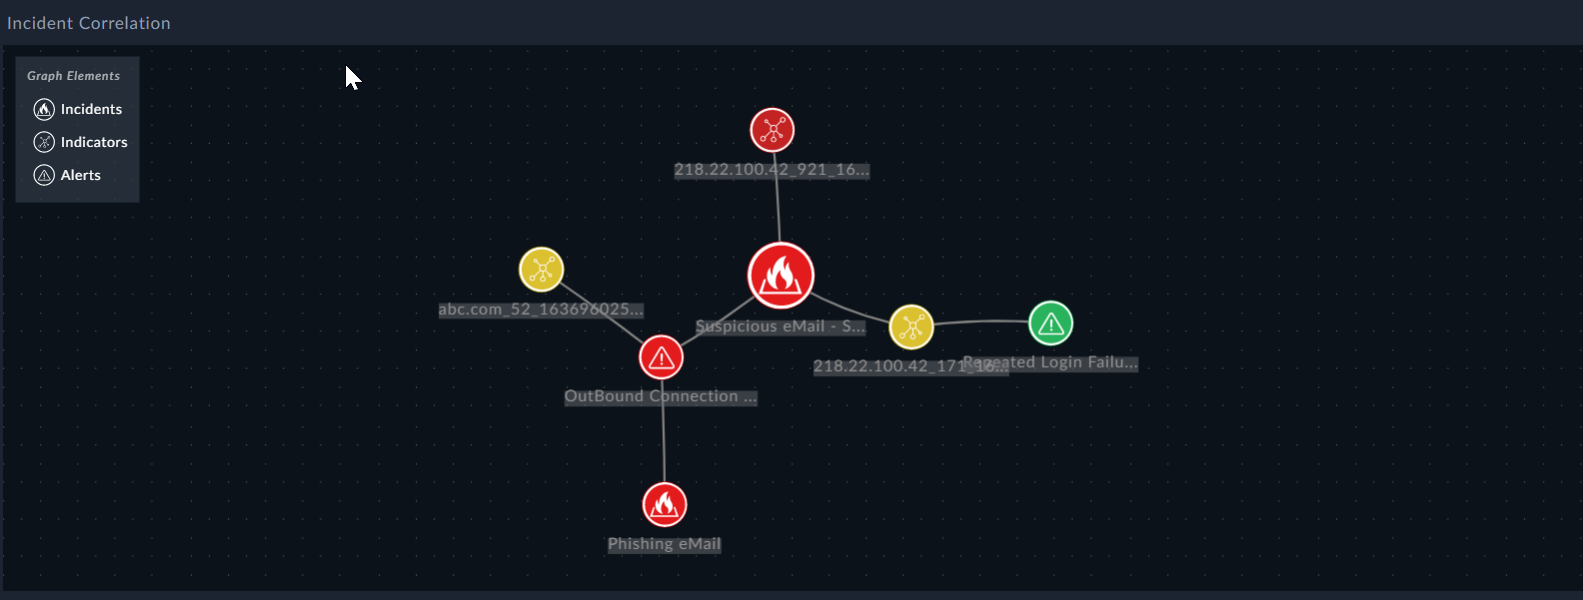 Incident Correlation
Graph Elements
Incidents
Indicators
Alerts
218.22.100.42_921_16...
abc.com_52_163696025...
Suspicious eMail - S...
218.22.100.42_171_16...
Repeated Login Failu...
OutBound Connection ...
Phishing eMail